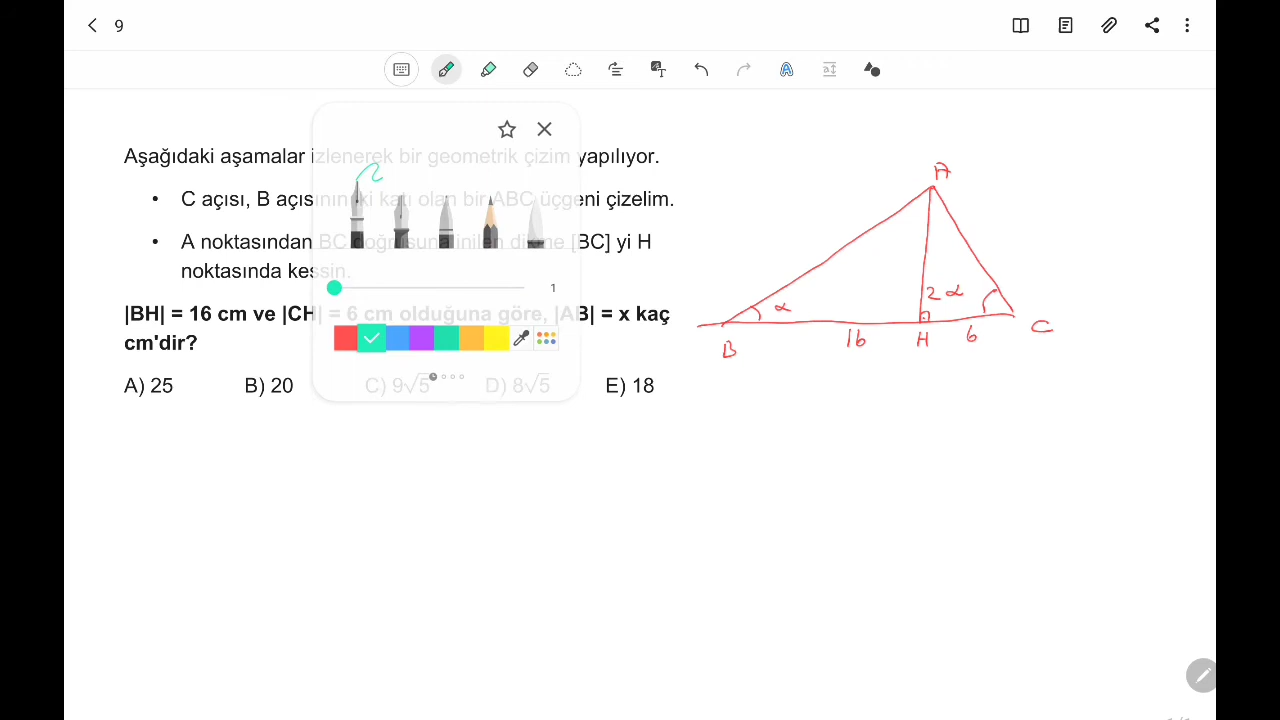 9
Aşağıdaki aşamalar izlenerek bir geometrik çizim yapılıyor.
• C açısı, B açısının iki katı olan bir ABC üçgeni çizelim.
• A noktasından BC doğrusuna inilen dikme [BC] yi H
noktasında kessin.
|BH| = 16 cm ve |CH| = 6 cm olduğuna göre, |AB| = x kaç
cm'dir?
A) 25 B) 20 C) 9√5 D) 8√5 E) 18
1
A
2α
α
B 16 H 6 C